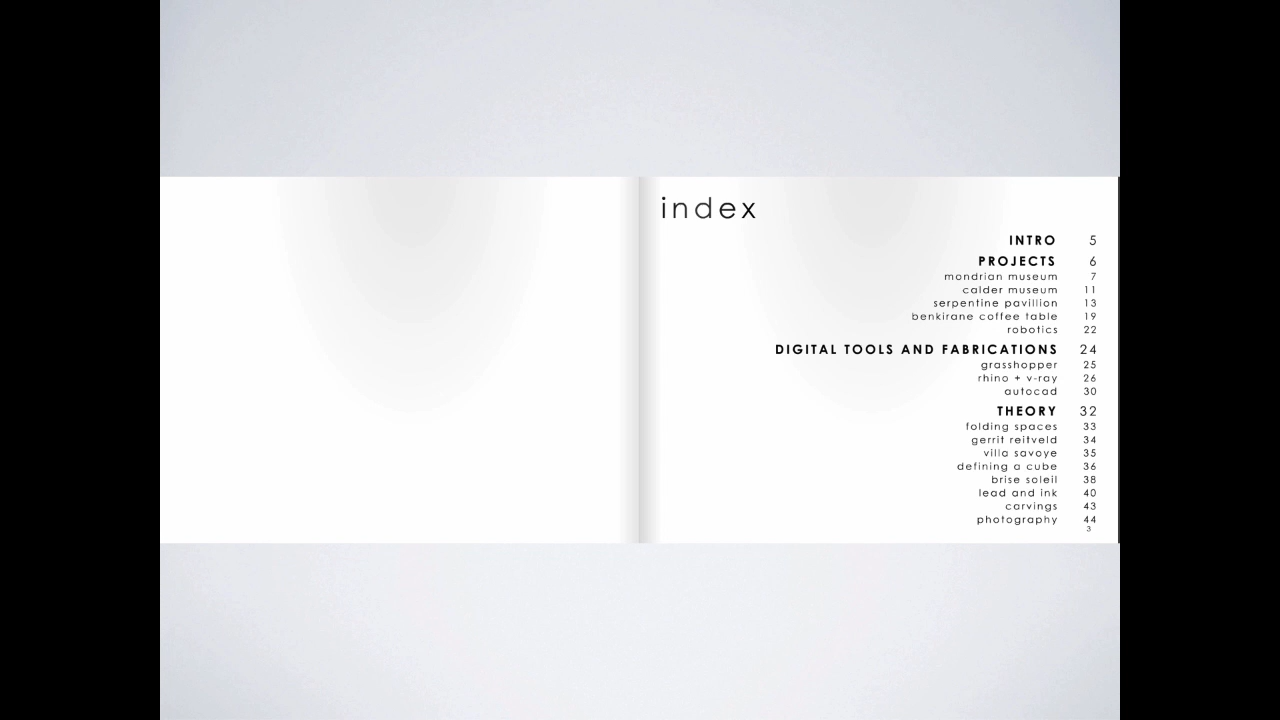 index
INTRO 5
PROJECTS 6
mondrian museum 7
calder museum 11
serpentine pavillion 13
benkirane coffee table 19
robotics 22
DIGITAL TOOLS AND FABRICATIONS 24
grasshopper 25
rhino + v-ray 26
autocad 30
THEORY 32
folding spaces 33
gerrit reitveld 34
villa savoye 35
defining a cube 36
brise soleil 38
lead and ink 40
carvings 43
photography 44
3